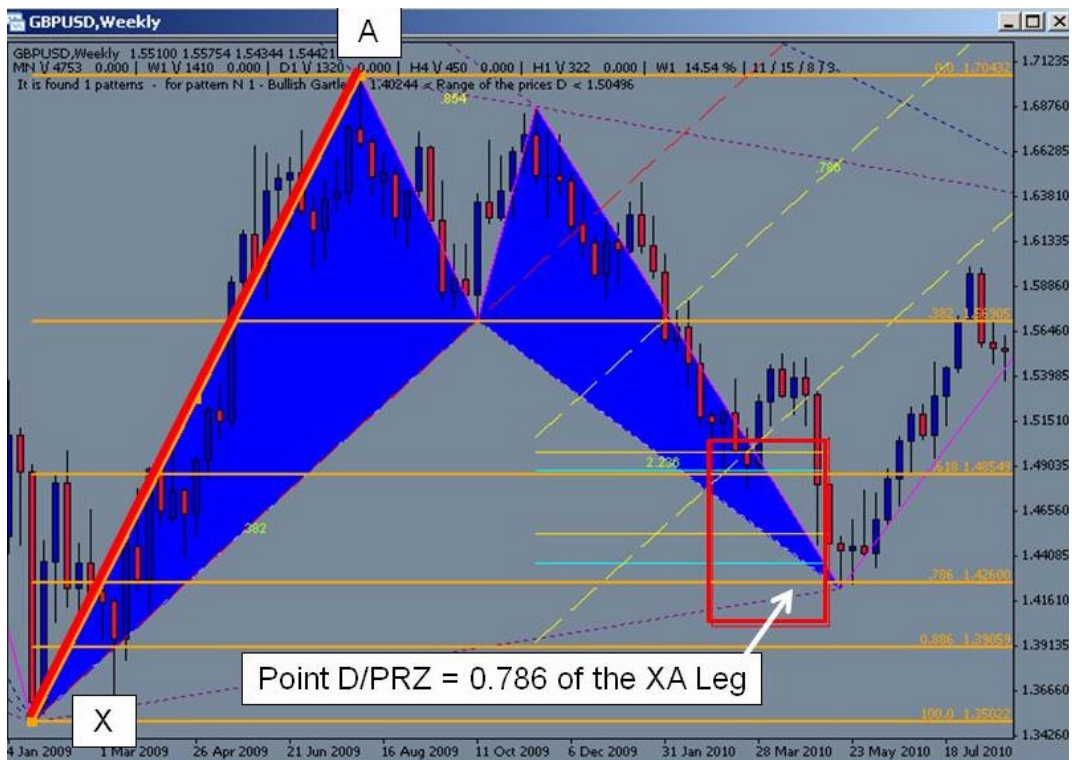 GBPUSD,Weekly
A
GBPUSD,Weekly 1.55100 1.55754 1.54344 1.54421
MN \/ 4753 0.000 | W1 \/ 1410 0.000 | D1 \/ 1320 0.000 | H4 \/ 450 0.000 | H1 \/ 322 0.000 | W1 14.54 % | 11 / 15 / 8 / 3
It is found 1 patterns - for pattern N 1 - Bullish Gartley 1.40244 < Range of the prices D < 1.50496
0.0 1.70432
.854
.786
.382 1.56905
2.236
.618 1.48549
.382
.786 1.42600
0.886 1.39059
Point D/PRZ = 0.786 of the XA Leg
X
100.0 1.35022
1.71235
1.68760
1.66285
1.63810
1.61335
1.58860
1.56460
1.53985
1.51510
1.49035
1.46560
1.44085
1.41610
1.39135
1.36660
1.34260
4 Jan 2009
1 Mar 2009
26 Apr 2009
21 Jun 2009
16 Aug 2009
11 Oct 2009
6 Dec 2009
31 Jan 2010
28 Mar 2010
23 May 2010
18 Jul 2010